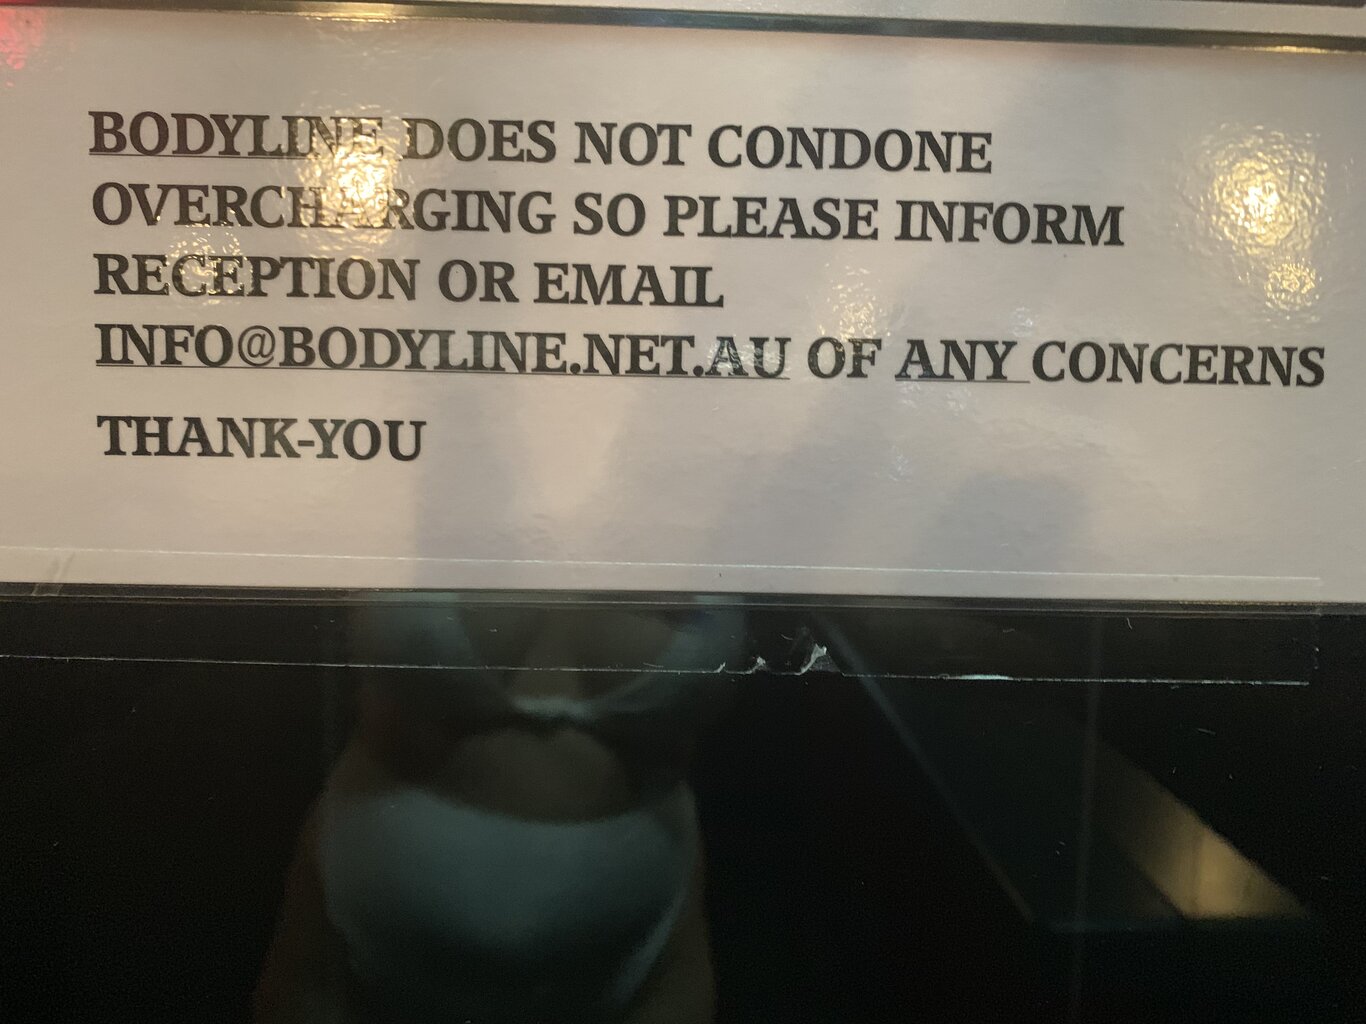 BODYLINE DOES NOT CONDONE
OVERCHARGING SO PLEASE INFORM
RECEPTION OR EMAIL
INFO@BODYLINE.NET.AU OF ANY CONCERNS
THANK-YOU